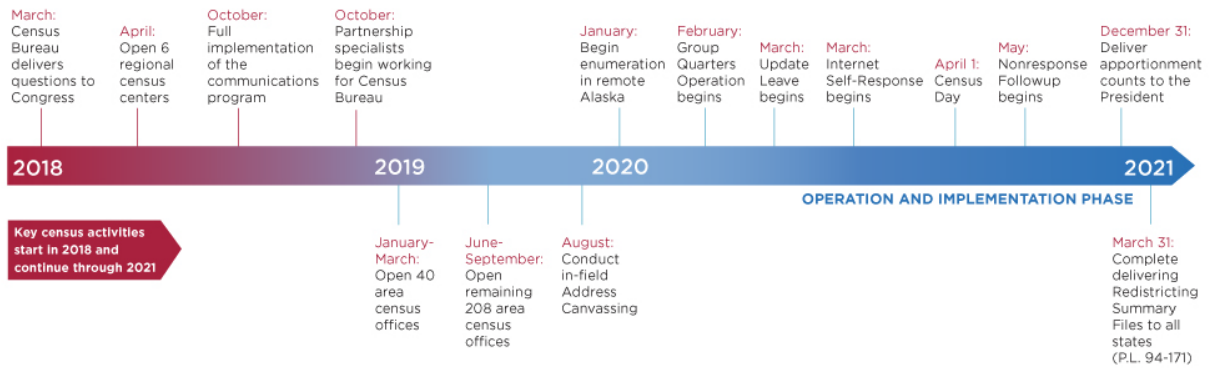 March:
Census
Bureau
delivers
questions to
Congress
April:
Open 6
regional
census
centers
October:
Full
implementation
of the
communications
program
October:
Partnership
specialists
begin working
for Census
Bureau
January:
Begin
enumeration
in remote
Alaska
February:
Group
Quarters
Operation
begins
March:
Update
Leave
begins
March:
Internet
Self-Response
begins
April 1:
Census
Day
May:
Nonresponse
Followup
begins
December 31:
Deliver
apportionment
counts to the
President
2018
2019
2020
2021
OPERATION AND IMPLEMENTATION PHASE
Key census activities
start in 2018 and
continue through 2021
January-
March:
Open 40
area
census
offices
June-
September:
Open
remaining
208 area
census
offices
August:
Conduct
in-field
Address
Canvassing
March 31:
Complete
delivering
Redistricting
Summary
Files to all
states
(P.L. 94-171)